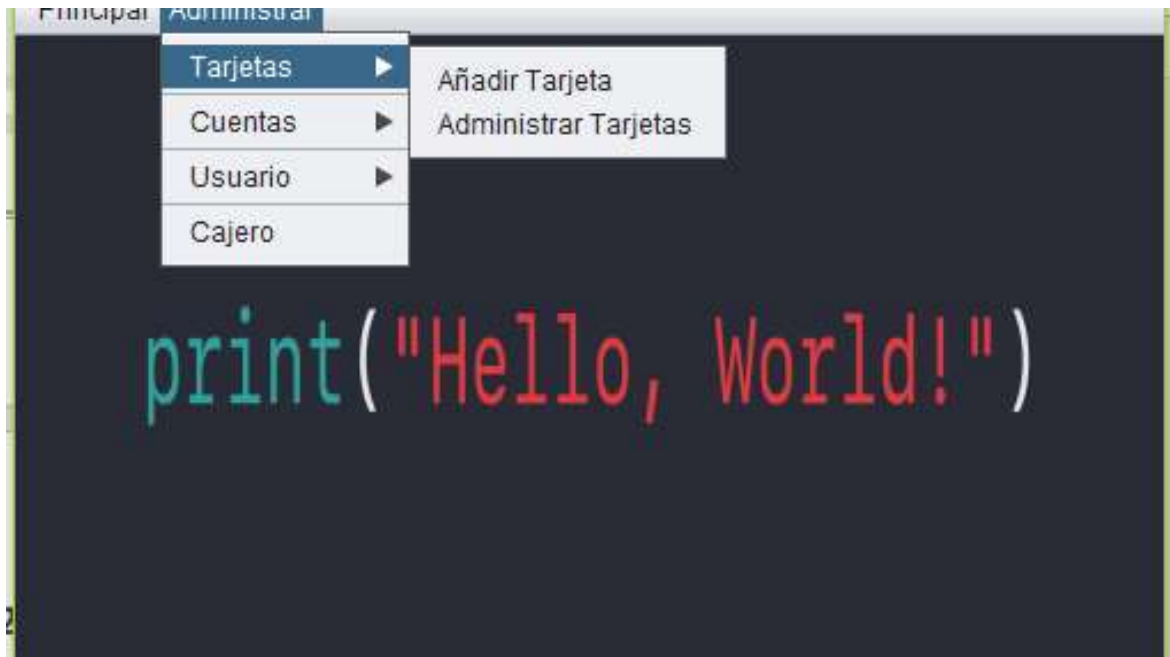 Principal Administrar
Tarjetas
Añadir Tarjeta
Administrar Tarjetas
Cuentas
Usuario
Cajero
print("Hello, World!")